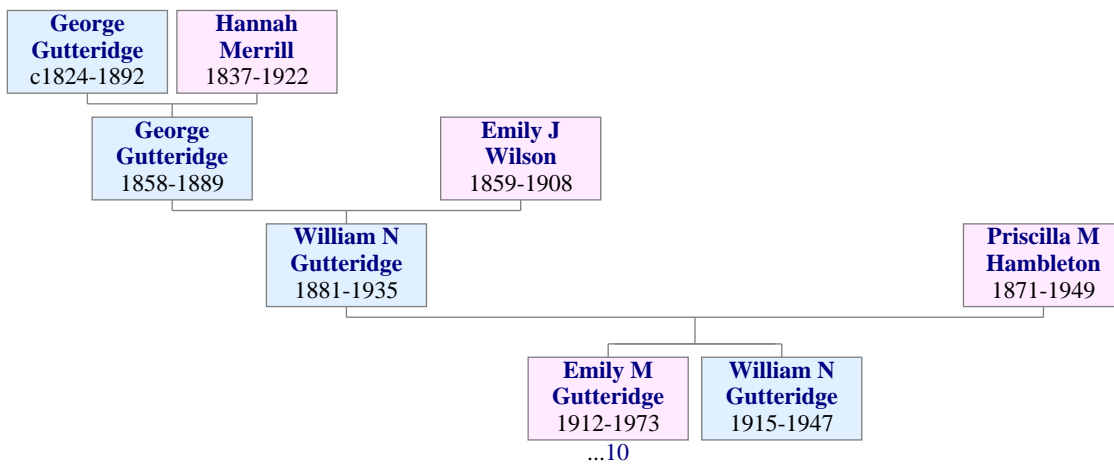 George
Gutteridge
c1824-1892
Hannah
Merrill
1837-1922
George
Gutteridge
1858-1889
Emily J
Wilson
1859-1908
William N
Gutteridge
1881-1935
Priscilla M
Hambleton
1871-1949
Emily M
Gutteridge
1912-1973
...10
William N
Gutteridge
1915-1947